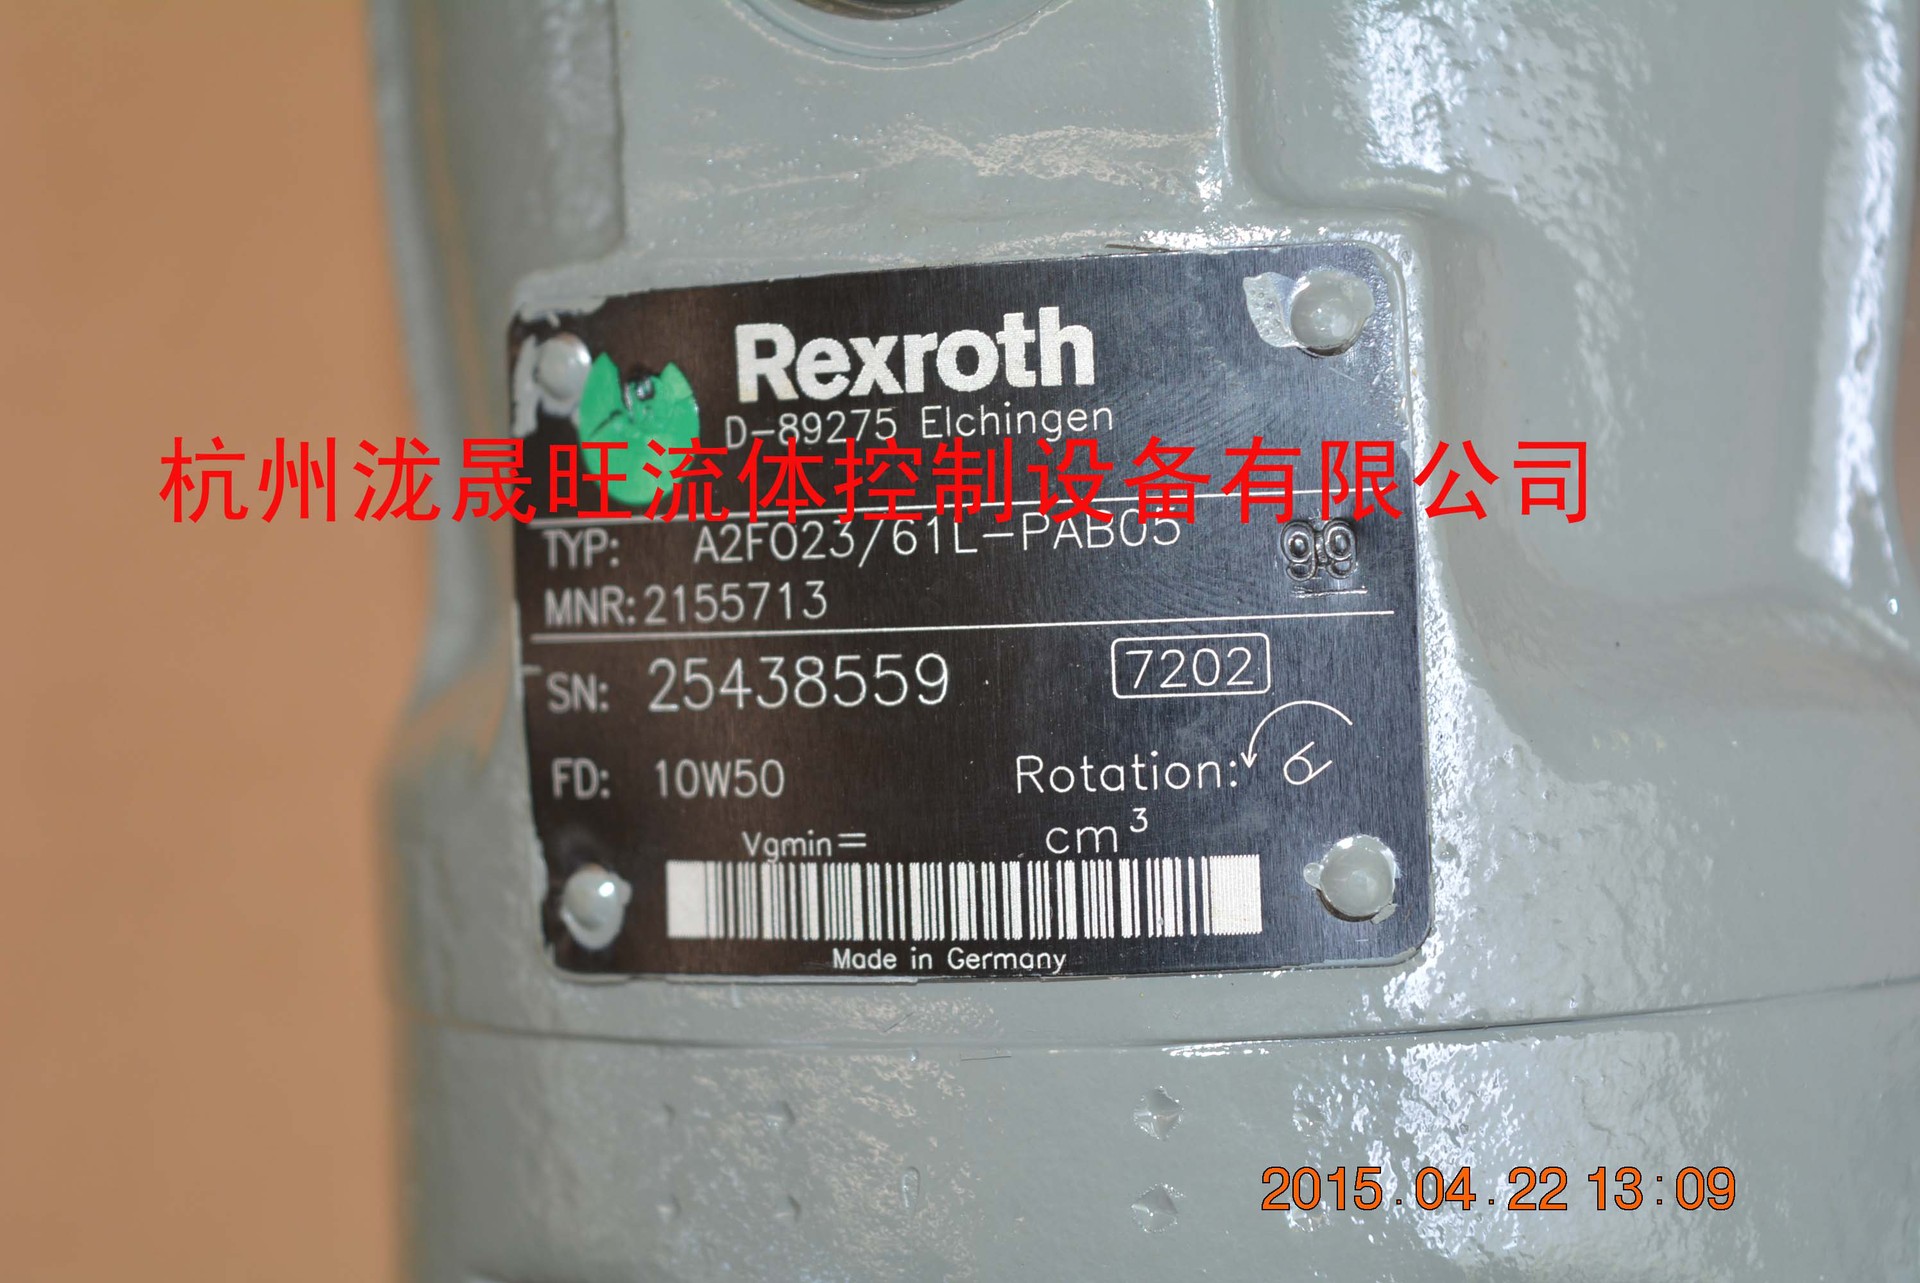 Rexroth
D-89275 Elchingen
杭州泷晟旺流体控制设备有限公司
TYP: A2FO23/61L-PAB05
MNR: 2155713
SN: 25438559 7202
FD: 10W50 Rotation:
Vgmin= cm³
Made in Germany
2015.04.22 13:09